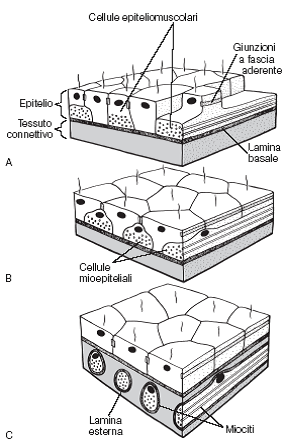 Cellule epiteliomuscolari
Giunzioni
a fascia
aderente
Epitelio
Tessuto
connettivo
Lamina
basale
A
Cellule
mioepiteliali
B
Lamina
esterna
Miociti
C